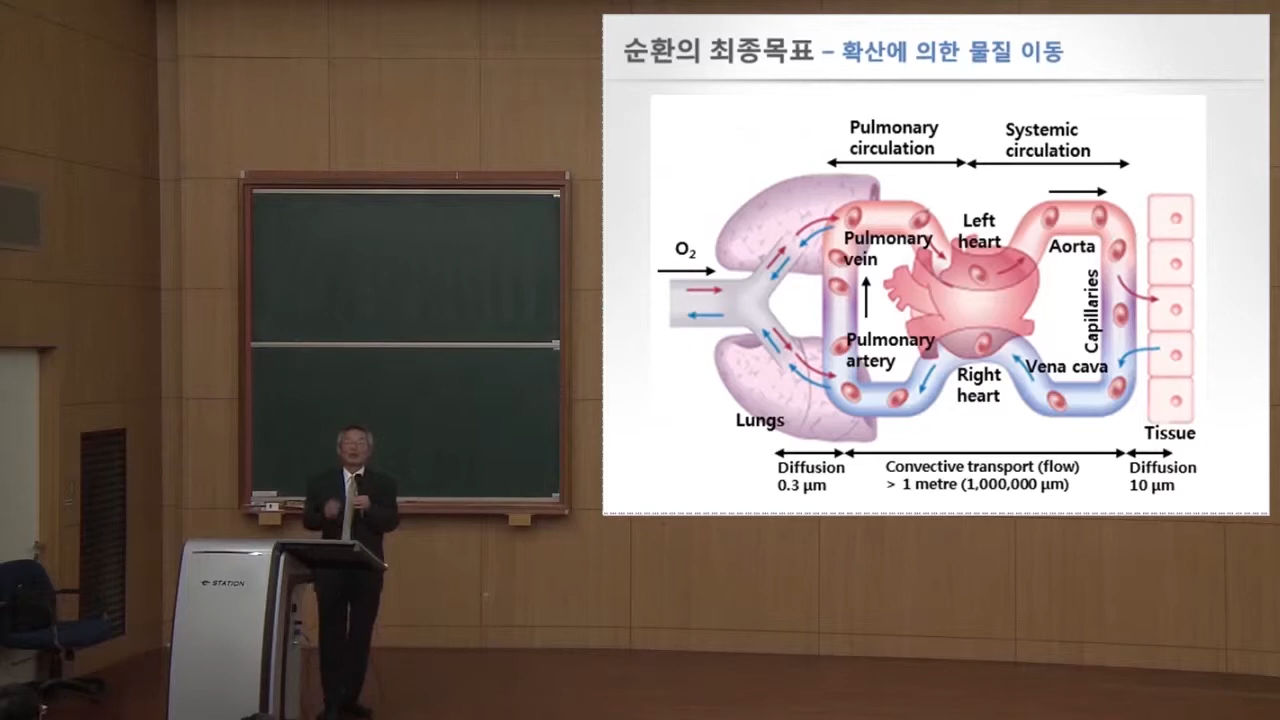 순환의 최종목표 – 확산에 의한 물질 이동
Pulmonary
circulation
Systemic
circulation
O₂
Pulmonary
vein
Left
heart
Aorta
Capillaries
Pulmonary
artery
Vena cava
Right
heart
Lungs
Tissue
Diffusion
0.3 μm
Convective transport (flow)
> 1 metre (1,000,000 μm)
Diffusion
10 μm
e-STATION